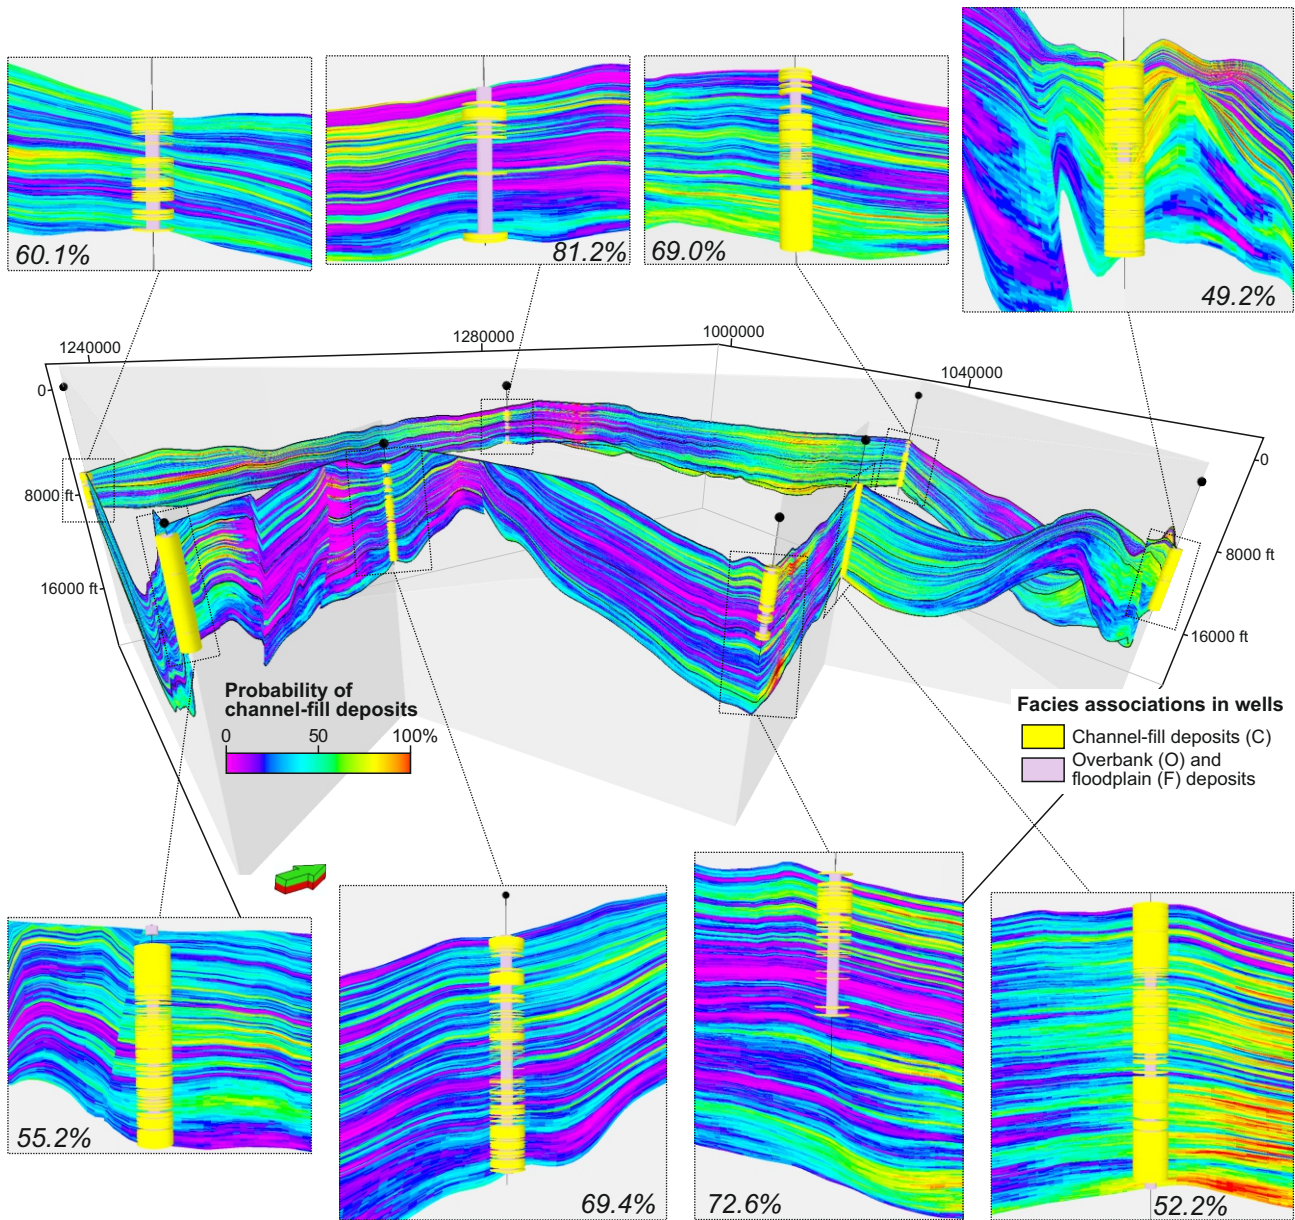 60.1%
81.2%
69.0%
49.2%
1240000
1280000
1000000
1040000
0
0
8000 ft
8000 ft
16000 ft
16000 ft
Probability of
channel-fill deposits
0 50 100%
Facies associations in wells
Channel-fill deposits (C)
Overbank (O) and
floodplain (F) deposits
55.2%
69.4%
72.6%
52.2%